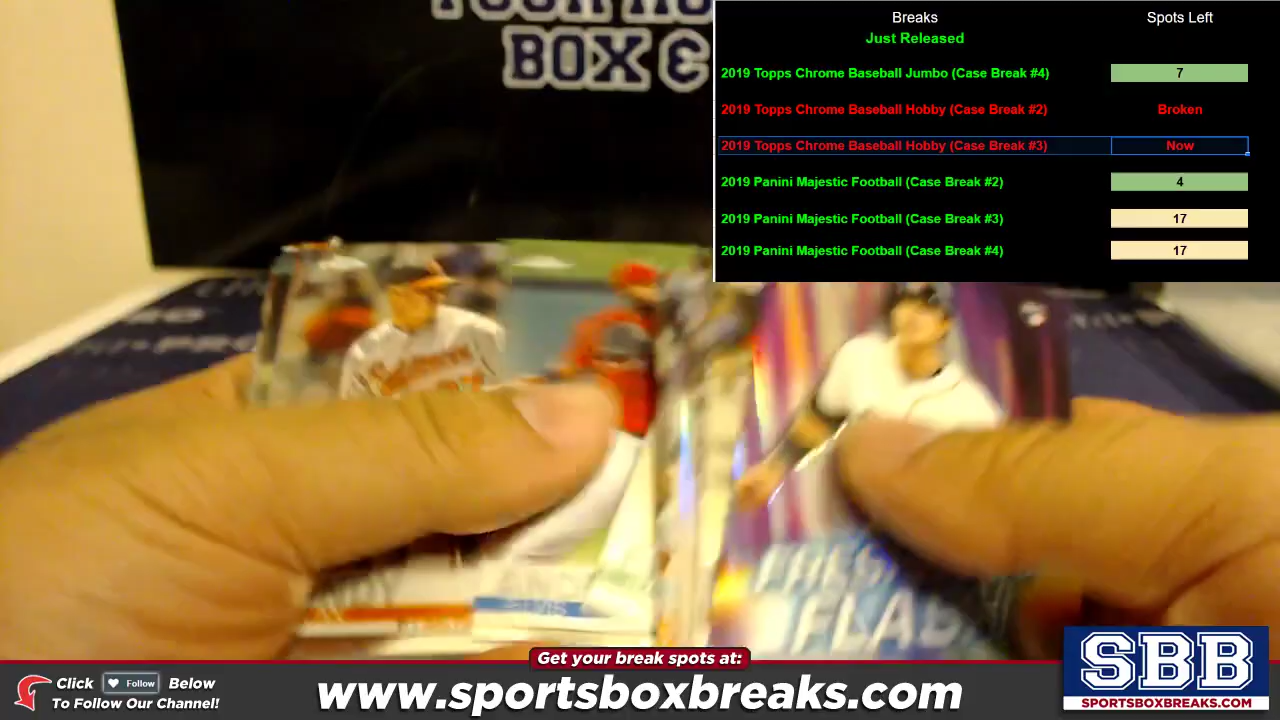 BOX &
Breaks
Spots Left
Just Released
2019 Topps Chrome Baseball Jumbo (Case Break #4)
7
2019 Topps Chrome Baseball Hobby (Case Break #2)
Broken
2019 Topps Chrome Baseball Hobby (Case Break #3)
Now
2019 Panini Majestic Football (Case Break #2)
4
2019 Panini Majestic Football (Case Break #3)
17
2019 Panini Majestic Football (Case Break #4)
17
ELVIS
Get your break spots at:
Click Follow Below
To Follow Our Channel!
www.sportsboxbreaks.com
SBB
SPORTSBOXBREAKS.COM